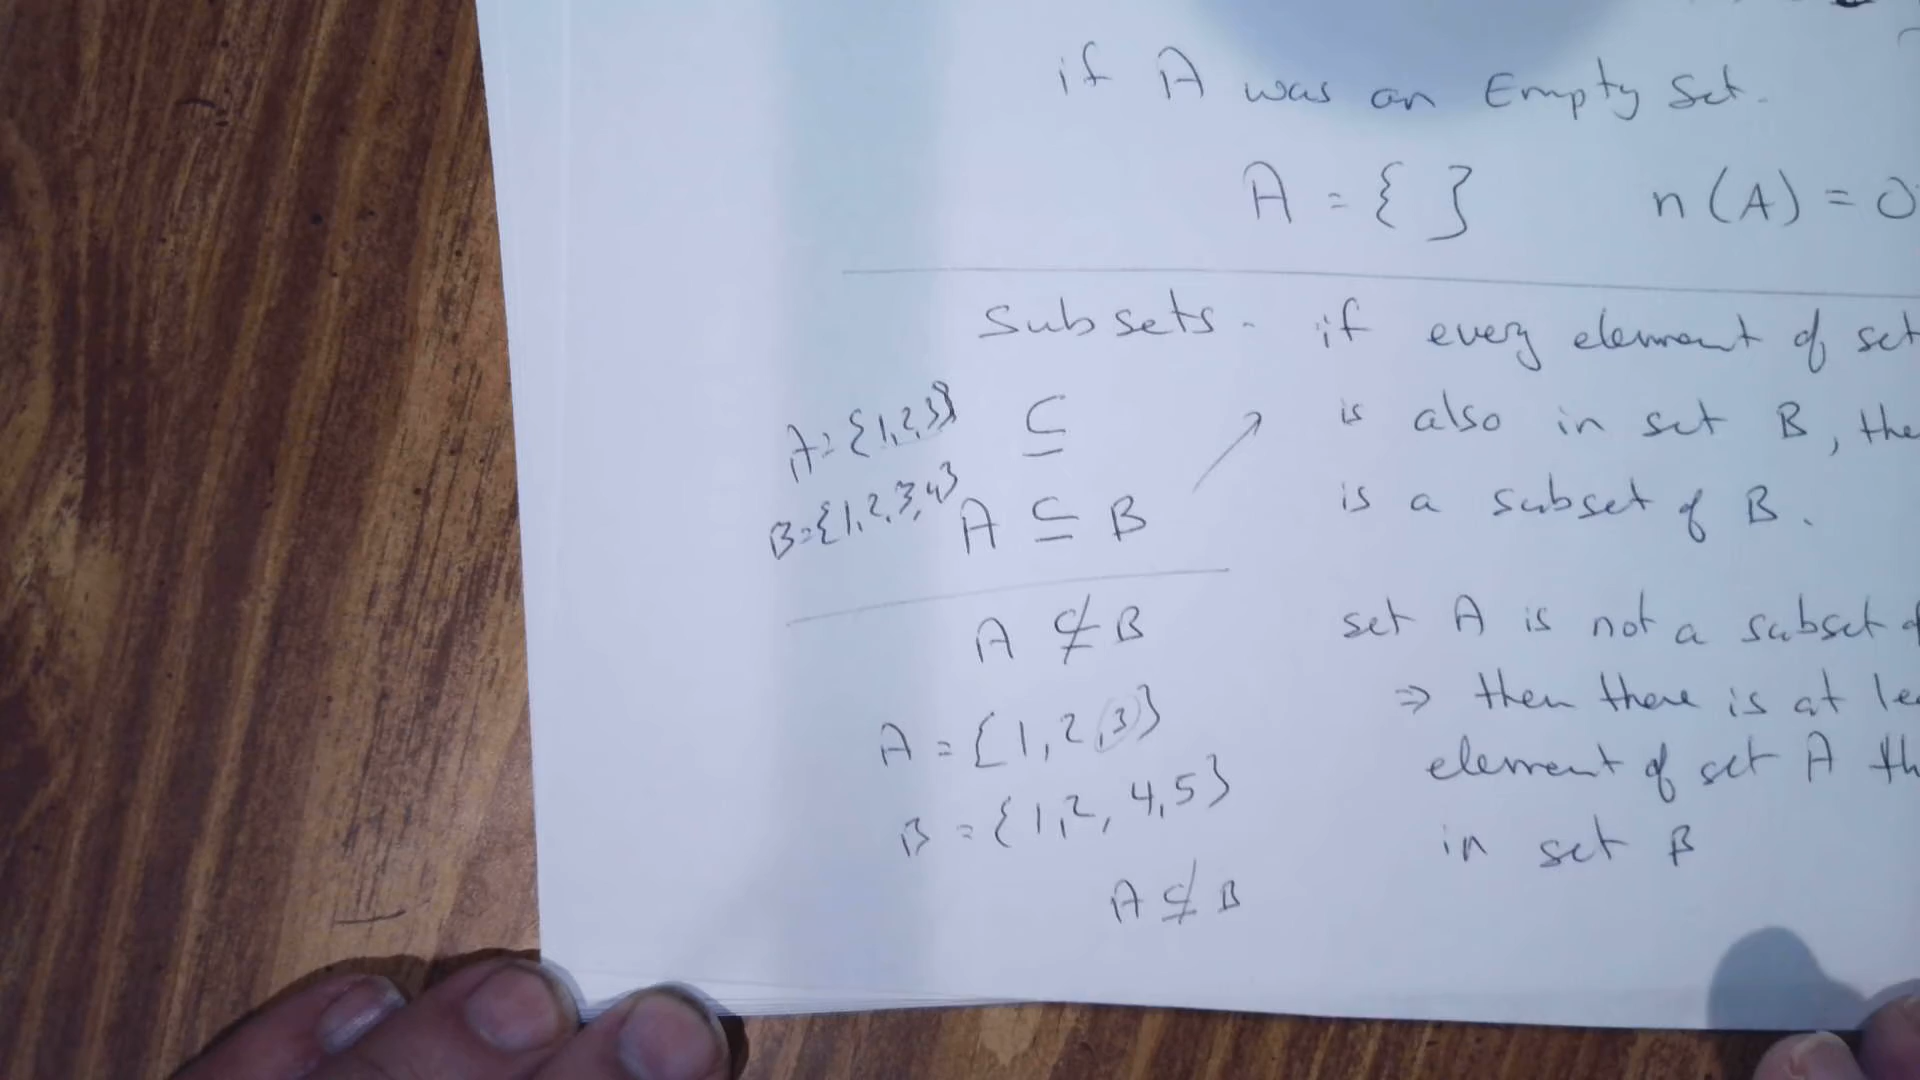 if A was an Empty Set.
A = { } n(A) = 0
Subsets - if every element of set
A = {1,2,3} ⊆ is also in set B, the
B = {1,2,3,4} A ⊆ B is a subset of B.
A ⊈ B set A is not a subset of
A = {1,2,3} ⇒ then there is at le
B = {1,2,4,5} element of set A th
in set B
A ⊈ B